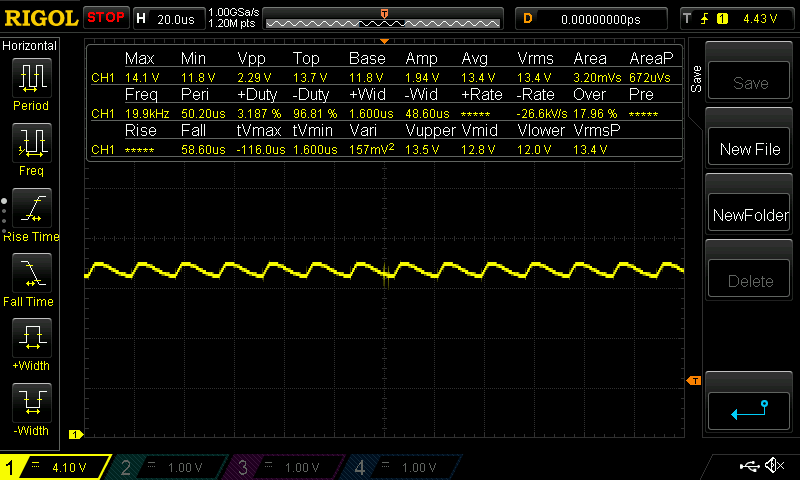 RIGOL STOP H 20.0us 1.00GSa/s 1.20M pts T D 0.00000000ps T 1 4.43 V
Horizontal
Period
Freq
Rise Time
Fall Time
+Width
-Width
Max Min Vpp Top Base Amp Avg Vrms Area AreaP
CH1 14.1 V 11.8 V 2.29 V 13.7 V 11.8 V 1.94 V 13.4 V 13.4 V 3.20mVs 672uVs
Freq Peri +Duty -Duty +Wid -Wid +Rate -Rate Over Pre
CH1 19.9kHz 50.20us 3.187 % 96.81 % 1.600us 48.60us ***** -26.6kV/s 17.96 % *****
Rise Fall tVmax tVmin Vari Vupper Vmid Vlower VrmsP
CH1 ***** 58.60us -116.0us 1.600us 157mV² 13.5 V 12.8 V 12.0 V 13.4 V
T
1
Save
Save
New File
NewFolder
Delete
1 4.10 V 2 1.00 V 3 1.00 V 4 1.00 V